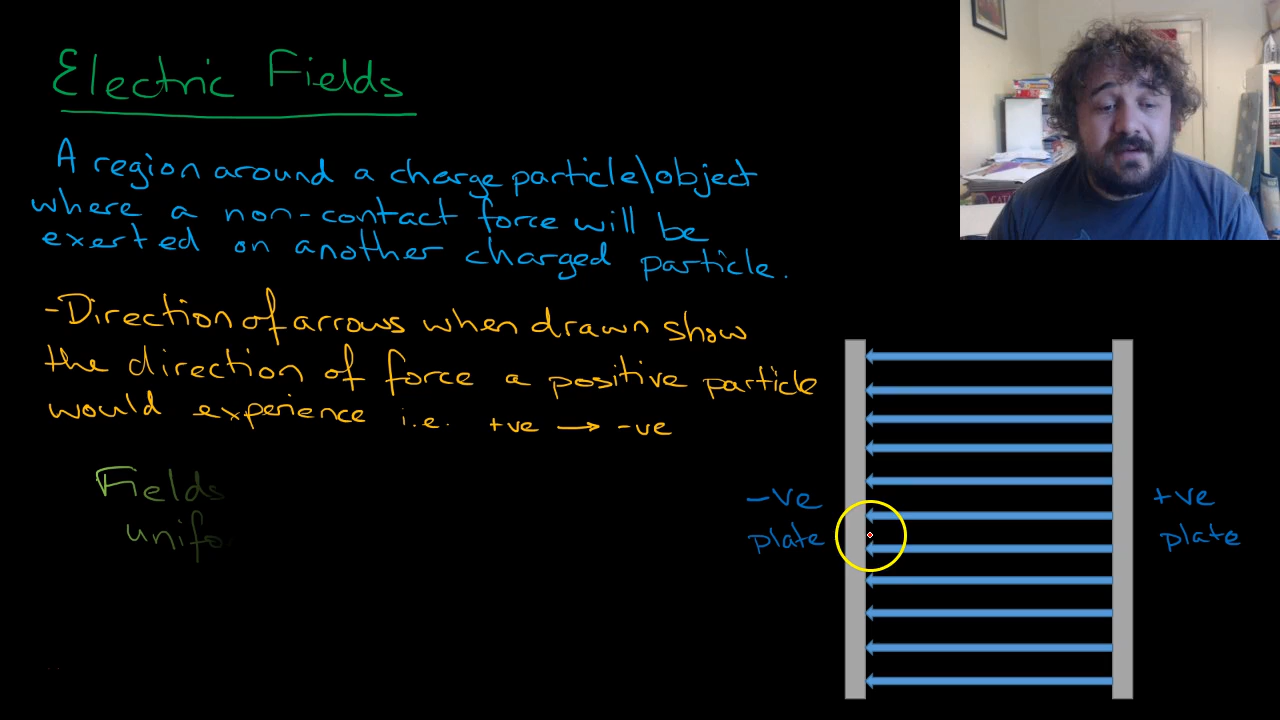 Electric Fields
A region around a charge particle\object
where a non-contact force will be
exerted on another charged particle.
-Direction of arrows when drawn show
the direction of force a positive particle
would experience i.e. +ve → -ve
Fields
-ve
plate
+ve
plate